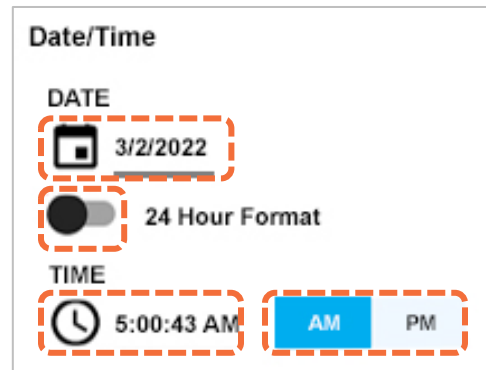 Date/Time
DATE
3/2/2022
24 Hour Format
TIME
5:00:43 AM AM PM